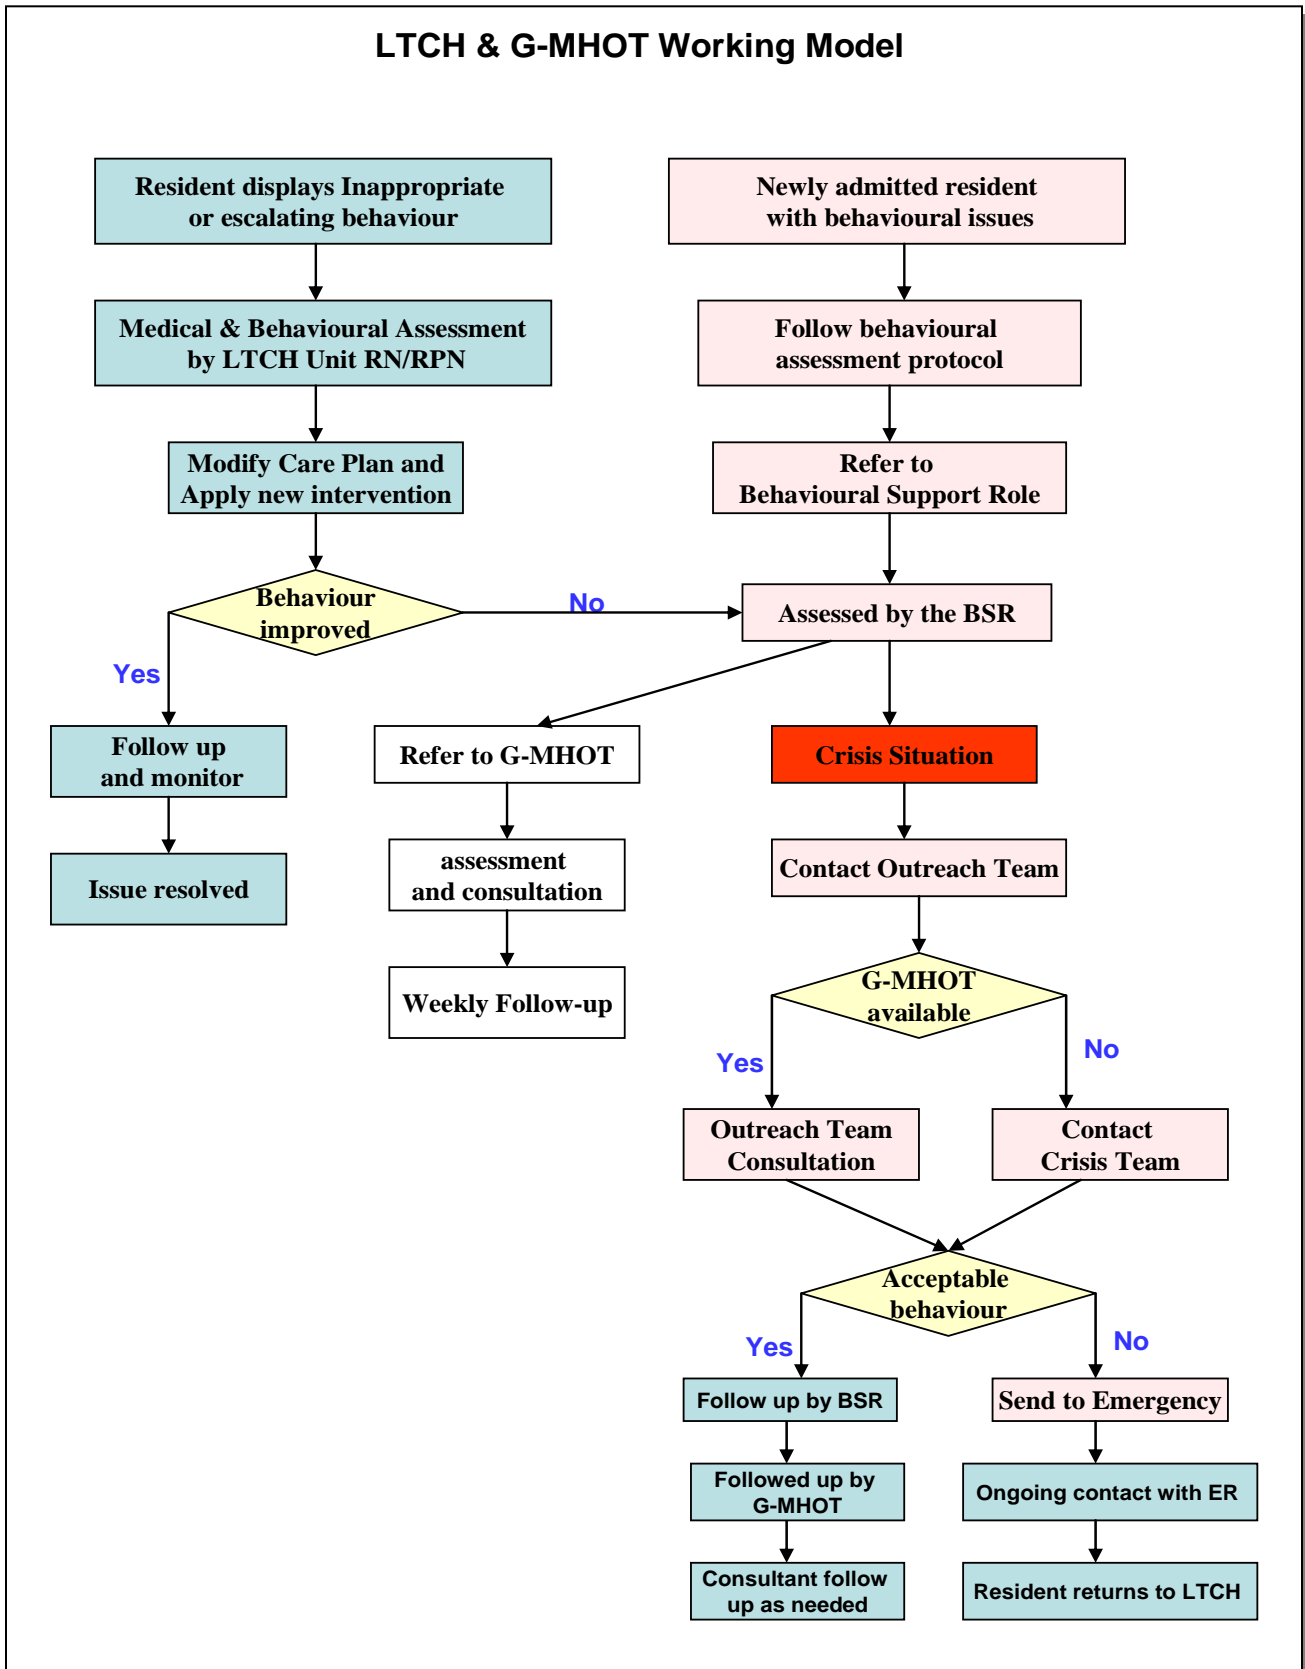 LTCH & G-MHOT Working Model
Resident displays Inappropriate
or escalating behaviour
Newly admitted resident
with behavioural issues
Medical & Behavioural Assessment
by LTCH Unit RN/RPN
Follow behavioural
assessment protocol
Modify Care Plan and
Apply new intervention
Refer to
Behavioural Support Role
Behaviour
improved
No
Assessed by the BSR
Yes
Follow up
and monitor
Refer to G-MHOT
Crisis Situation
Issue resolved
assessment
and consultation
Contact Outreach Team
Weekly Follow-up
G-MHOT
available
Yes
No
Outreach Team
Consultation
Contact
Crisis Team
Acceptable
behaviour
Yes
No
Follow up by BSR
Send to Emergency
Followed up by
G-MHOT
Ongoing contact with ER
Consultant follow
up as needed
Resident returns to LTCH